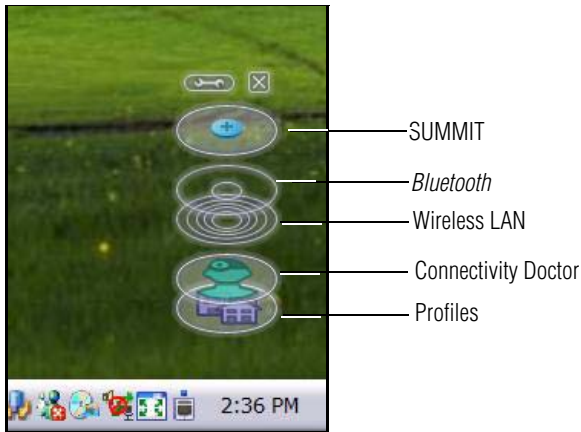 SUMMIT
Bluetooth
Wireless LAN
Connectivity Doctor
Profiles
2:36 PM